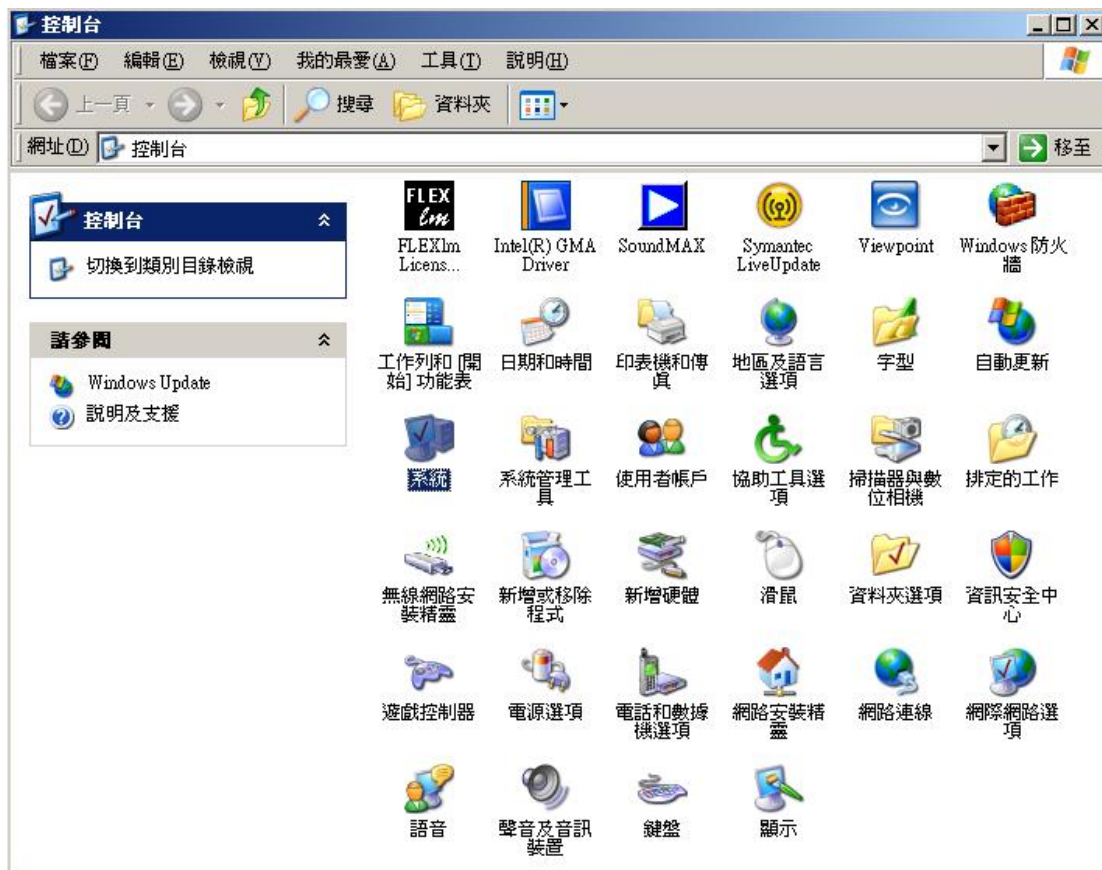 控制台
檔案(F) 編輯(E) 檢視(V) 我的最愛(A) 工具(T) 說明(H)
上一頁 搜尋 資料夾
網址(D) 控制台 移至
控制台
切換到類別目錄檢視
請參閱
Windows Update
說明及支援
FLEX
lm
FLEXlm
Licens...
Intel(R) GMA
Driver
SoundMAX
Symantec
LiveUpdate
Viewpoint
Windows 防火
牆
工作列和 [開
始] 功能表
日期和時間
印表機和傳
真
地區及語言
選項
字型
自動更新
系統
系統管理工
具
使用者帳戶
協助工具選
項
掃描器與數
位相機
排定的工作
無線網路安
裝精靈
新增或移除
程式
新增硬體
滑鼠
資料夾選項
資訊安全中
心
遊戲控制器
電源選項
電話和數據
機選項
網路安裝精
靈
網路連線
網際網路選
項
語音
聲音及音訊
裝置
鍵盤
顯示